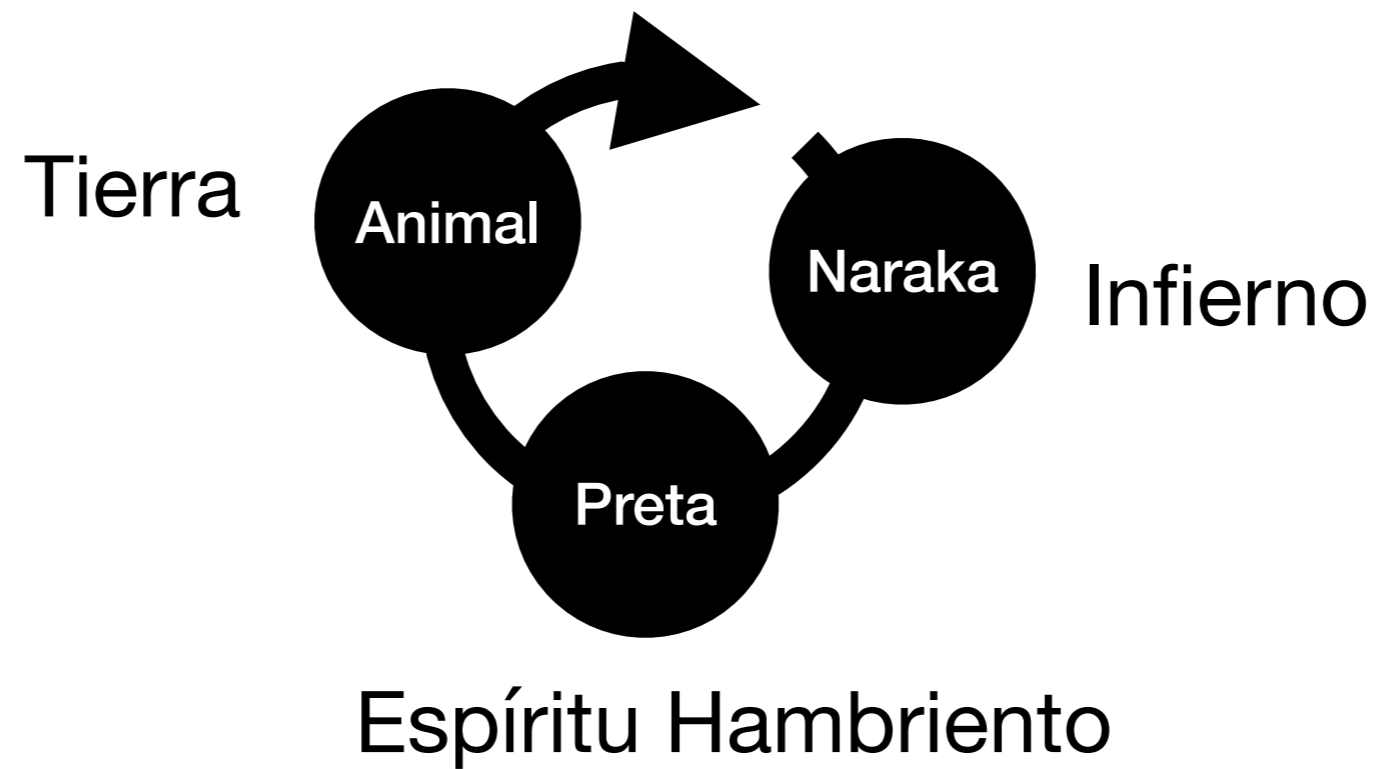 Tierra
Animal
Naraka
Infierno
Preta
Espíritu Hambriento